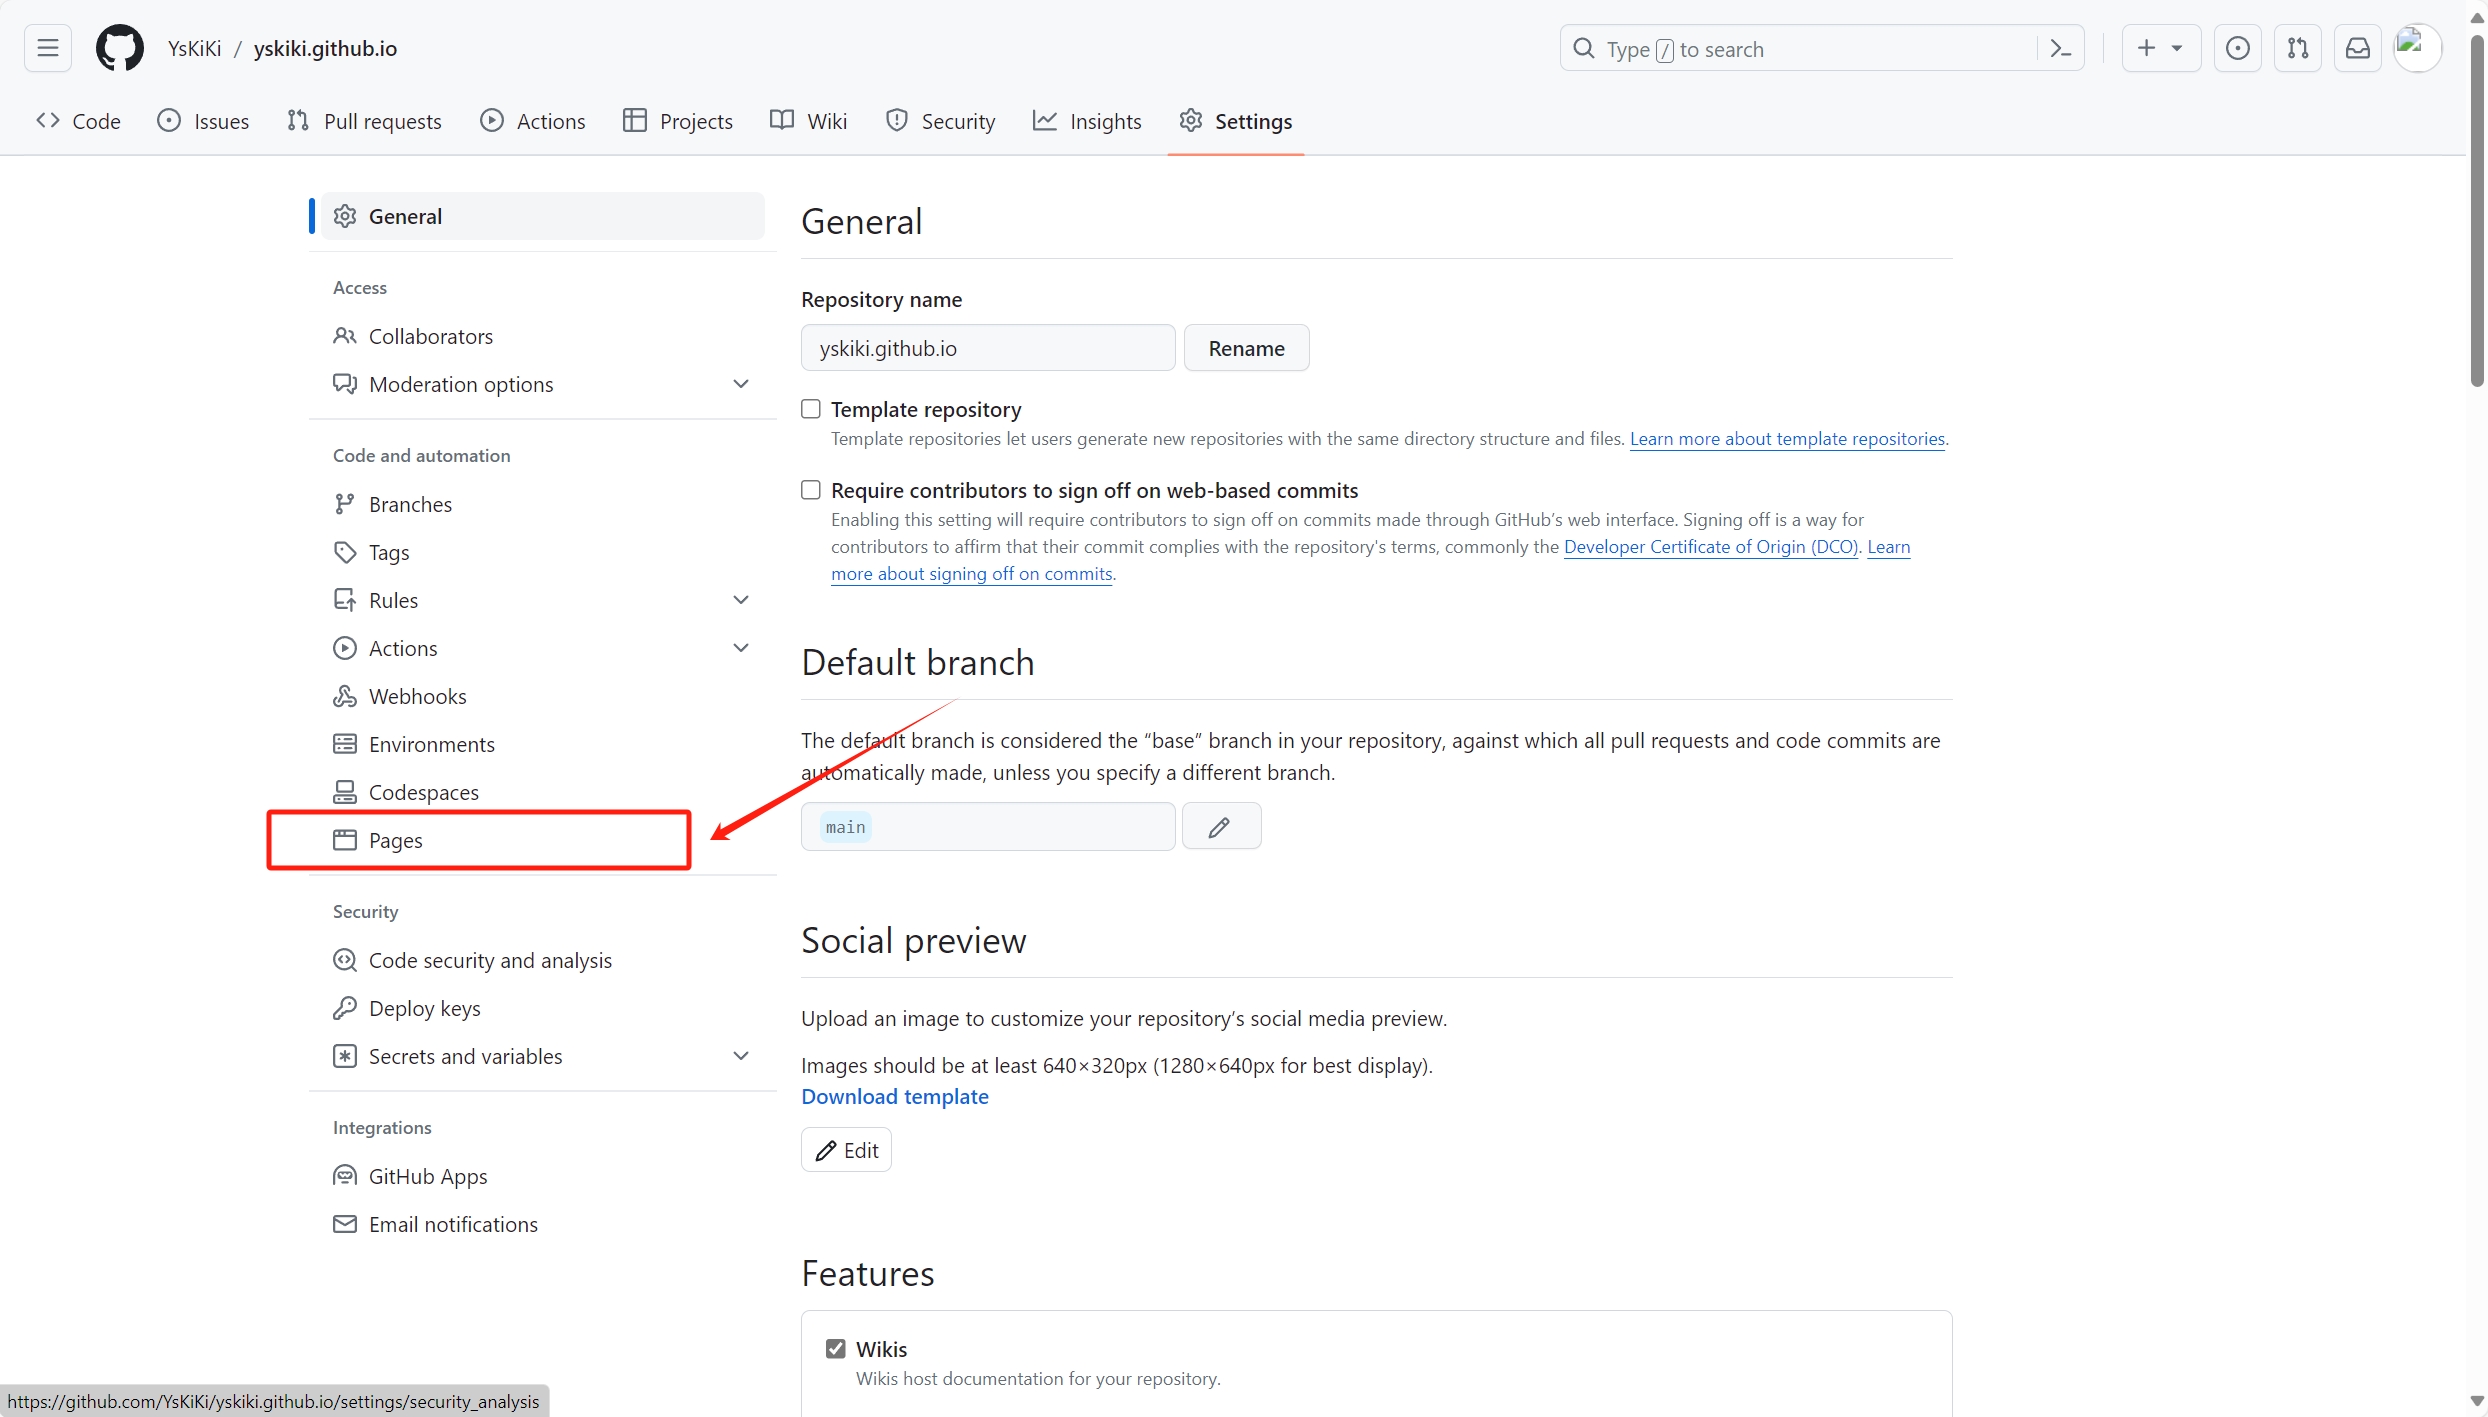 YsKiKi / yskiki.github.io
Type / to search
Code
Issues
Pull requests
Actions
Projects
Wiki
Security
Insights
Settings
General
Access
Collaborators
Moderation options
Code and automation
Branches
Tags
Rules
Actions
Webhooks
Environments
Codespaces
Pages
Security
Code security and analysis
Deploy keys
Secrets and variables
Integrations
GitHub Apps
Email notifications
General
Repository name
yskiki.github.io
Rename
Template repository
Template repositories let users generate new repositories with the same directory structure and files. Learn more about template repositories.
Require contributors to sign off on web-based commits
Enabling this setting will require contributors to sign off on commits made through GitHub’s web interface. Signing off is a way for
contributors to affirm that their commit complies with the repository's terms, commonly the Developer Certificate of Origin (DCO). Learn
more about signing off on commits.
Default branch
The default branch is considered the “base” branch in your repository, against which all pull requests and code commits are
automatically made, unless you specify a different branch.
main
Social preview
Upload an image to customize your repository’s social media preview.
Images should be at least 640×320px (1280×640px for best display).
Download template
Edit
Features
Wikis
Wikis host documentation for your repository.
https://github.com/YsKiKi/yskiki.github.io/settings/security_analysis